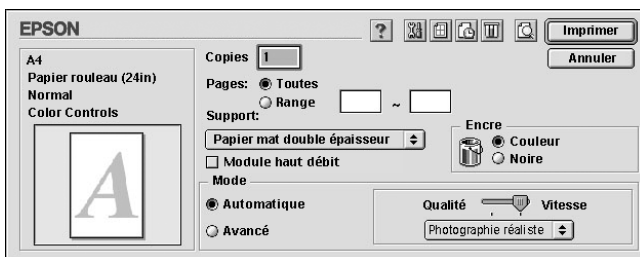 EPSON
? Imprimer
Annuler
A4
Papier rouleau (24in)
Normal
Color Controls
A
Copies 1
Pages: Toutes
Range ~
Support:
Papier mat double épaisseur
Module haut débit
Encre
Couleur
Noire
Mode
Automatique
Avancé
Qualité Vitesse
Photographie réaliste